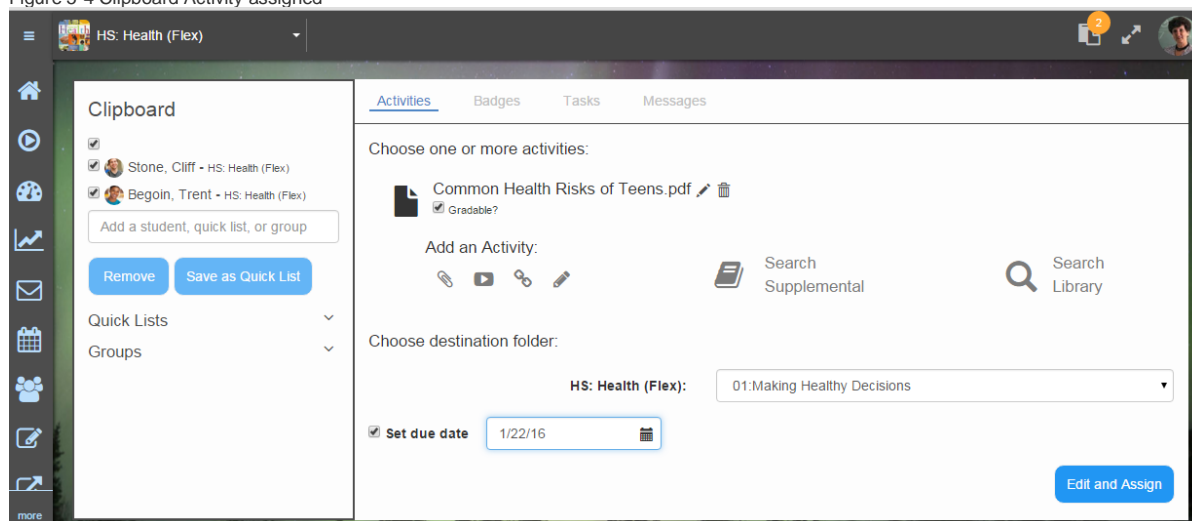 Figure 3-4 Clipboard Activity assigned
HS: Health (Flex)
2
Clipboard
Stone, Cliff - HS: Health (Flex)
Begoin, Trent - HS: Health (Flex)
Add a student, quick list, or group
Remove
Save as Quick List
Quick Lists
Groups
more
Activities Badges Tasks Messages
Choose one or more activities:
Common Health Risks of Teens.pdf
Gradable?
Add an Activity:
Search
Supplemental
Search
Library
Choose destination folder:
HS: Health (Flex): 01:Making Healthy Decisions
Set due date 1/22/16
Edit and Assign